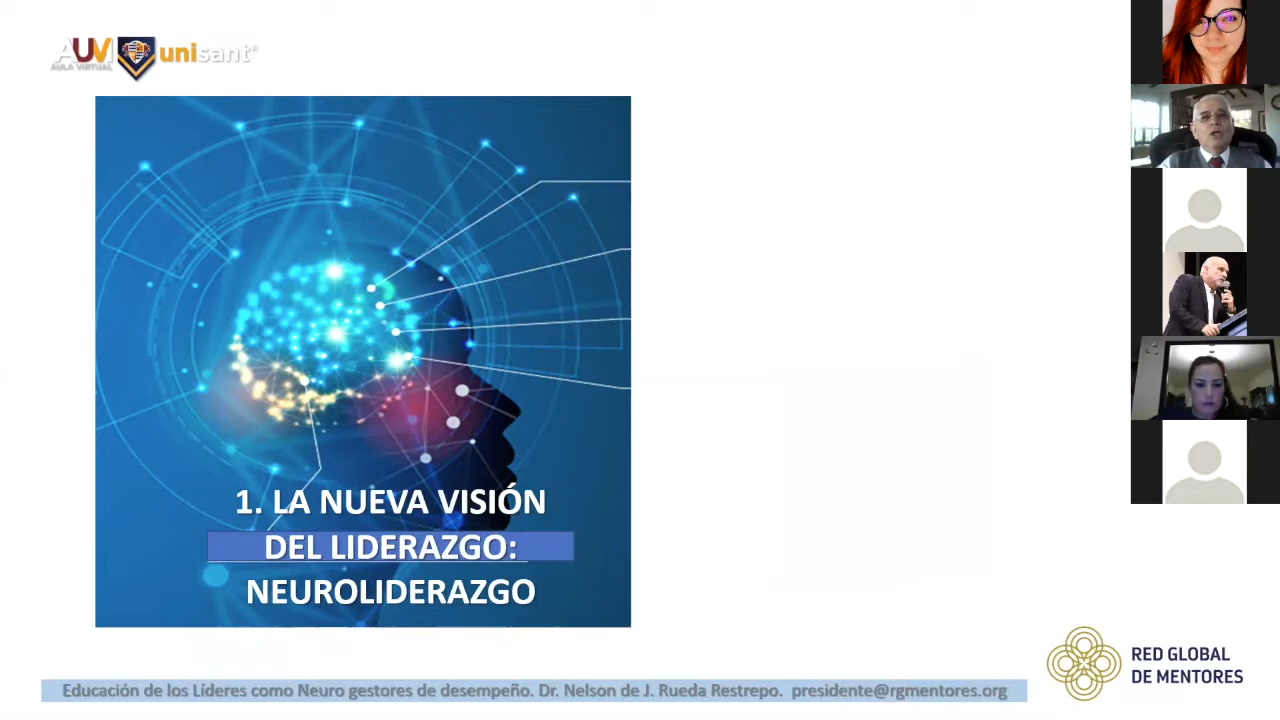 AUVI unisant®
AULA VIRTUAL
1. LA NUEVA VISIÓN
DEL LIDERAZGO:
NEUROLIDERAZGO
RED GLOBAL
DE MENTORES
Educación de los Líderes como Neuro gestores de desempeño. Dr. Nelson de J. Rueda Restrepo. presidente@rgmentores.org